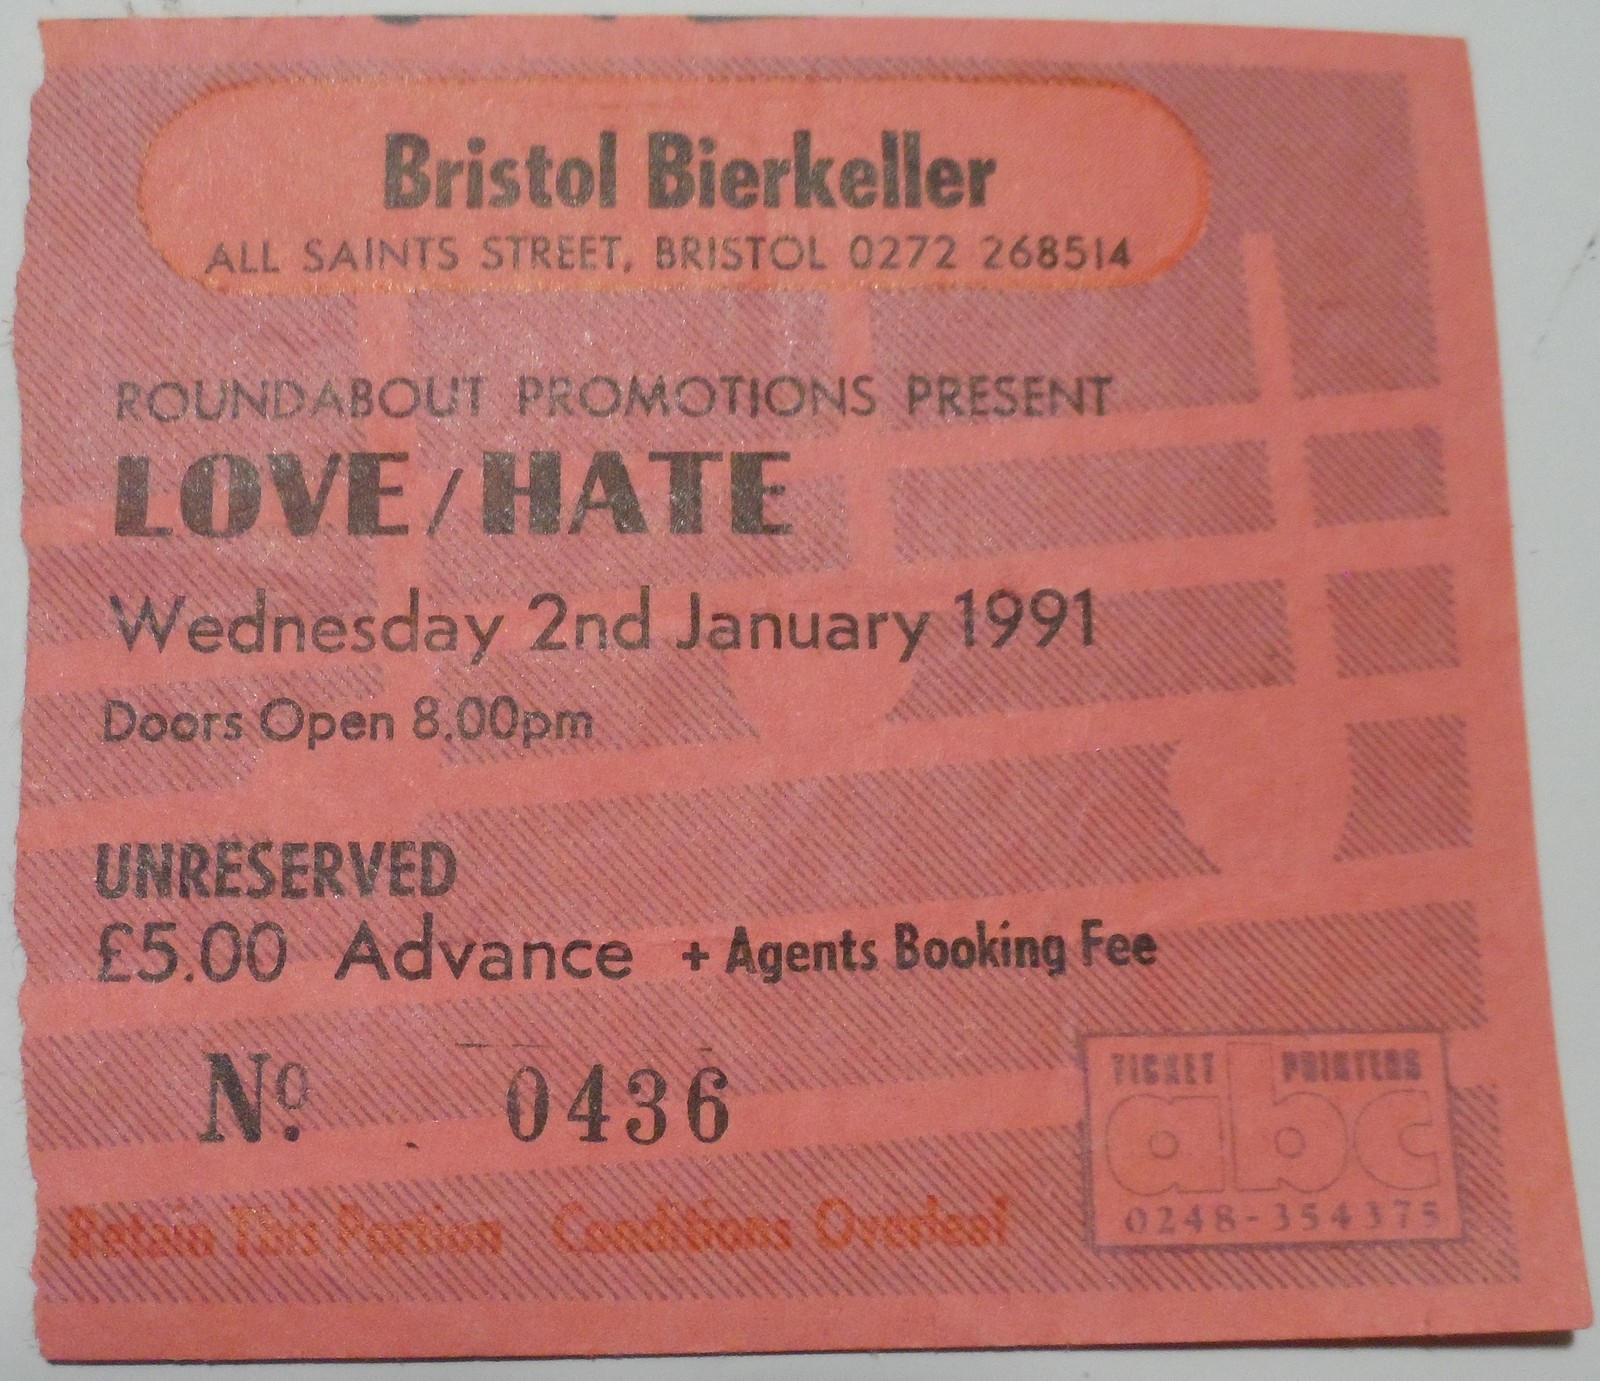 Bristol Bierkeller
ALL SAINTS STREET, BRISTOL 0272 268514
ROUNDABOUT PROMOTIONS PRESENT
LOVE/HATE
Wednesday 2nd January 1991
Doors Open 8.00pm
UNRESERVED
£5.00 Advance + Agents Booking Fee
Nº. 0436
TICKET PRINTERS
abc
0248-354375
Retain This Portion Conditions Overleaf